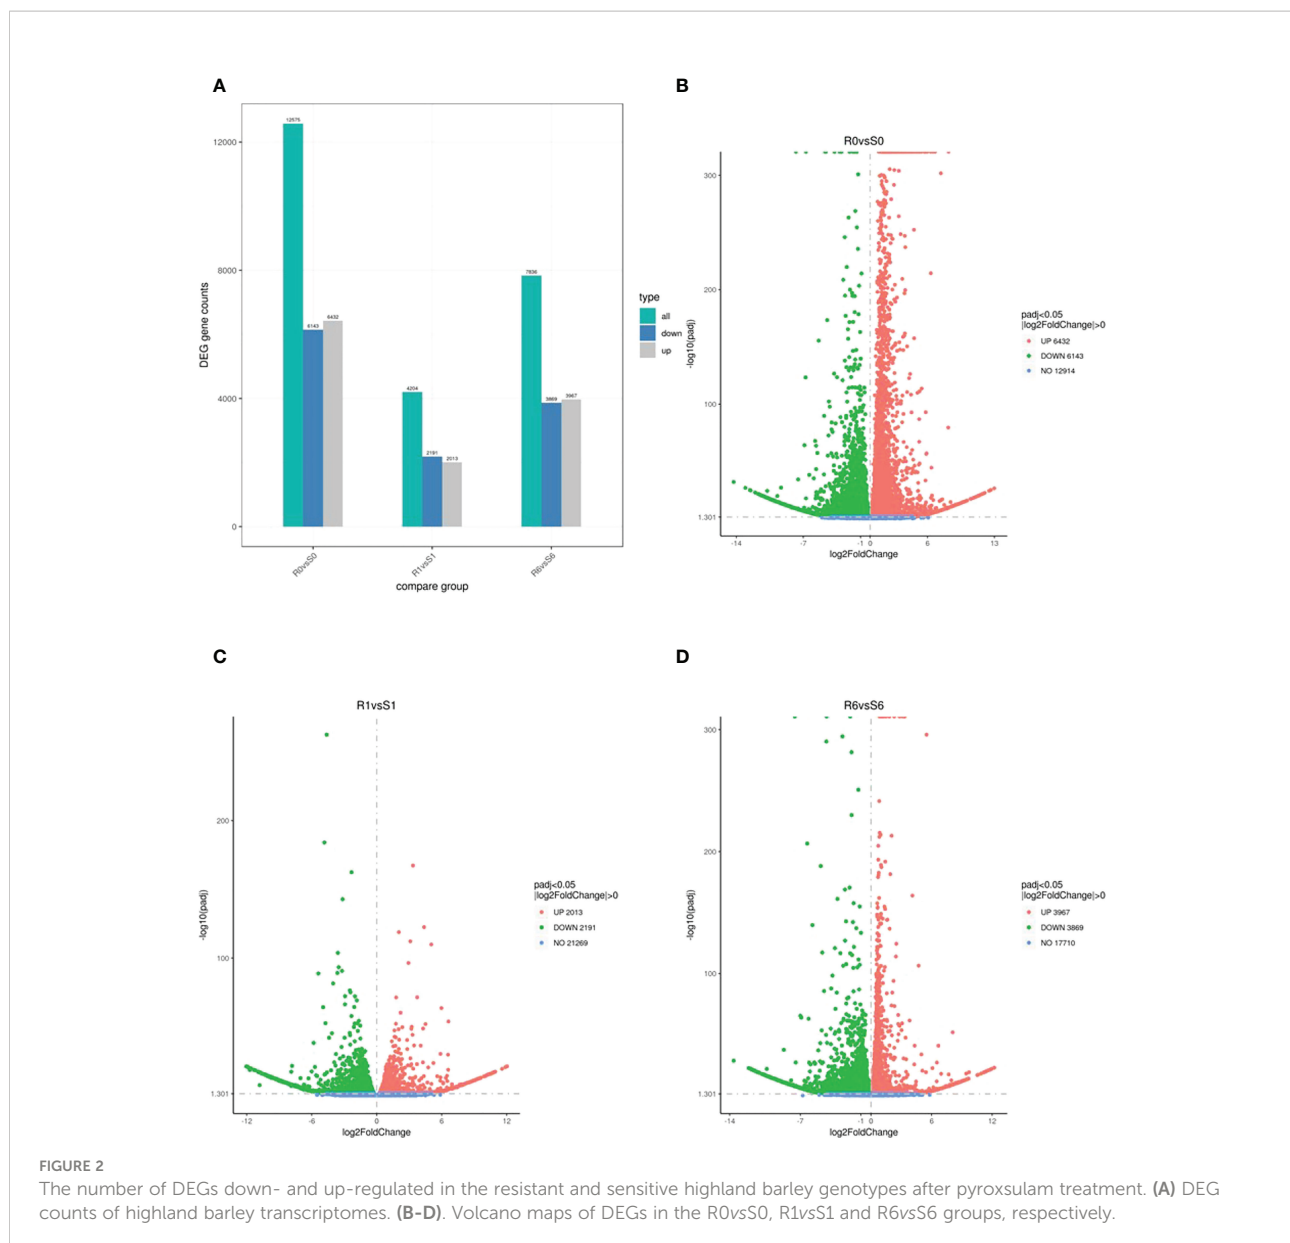 A
12575
12000
8000
4000
0
6143
6432
4204
2191
2013
7836
3869
3967
DEG gene counts
R0vsS0
R1vsS1
R6vsS6
compare group
type
all
down
up
B
R0vsS0
300
200
100
1.301
-log10(padj)
-14
-7
-1
0
6
13
log2FoldChange
padj<0.05
|log2FoldChange|>0
UP 6432
DOWN 6143
NO 12914
C
R1vsS1
200
100
1.301
-log10(padj)
-12
-6
0
6
12
log2FoldChange
padj<0.05
|log2FoldChange|>0
UP 2013
DOWN 2191
NO 21269
D
R6vsS6
300
200
100
1.301
-log10(padj)
-14
-7
-1
0
6
12
log2FoldChange
padj<0.05
|log2FoldChange|>0
UP 3967
DOWN 3869
NO 17710
FIGURE 2
The number of DEGs down- and up-regulated in the resistant and sensitive highland barley genotypes after pyroxsulam treatment. (A) DEG
counts of highland barley transcriptomes. (B-D). Volcano maps of DEGs in the R0vsS0, R1vsS1 and R6vsS6 groups, respectively.